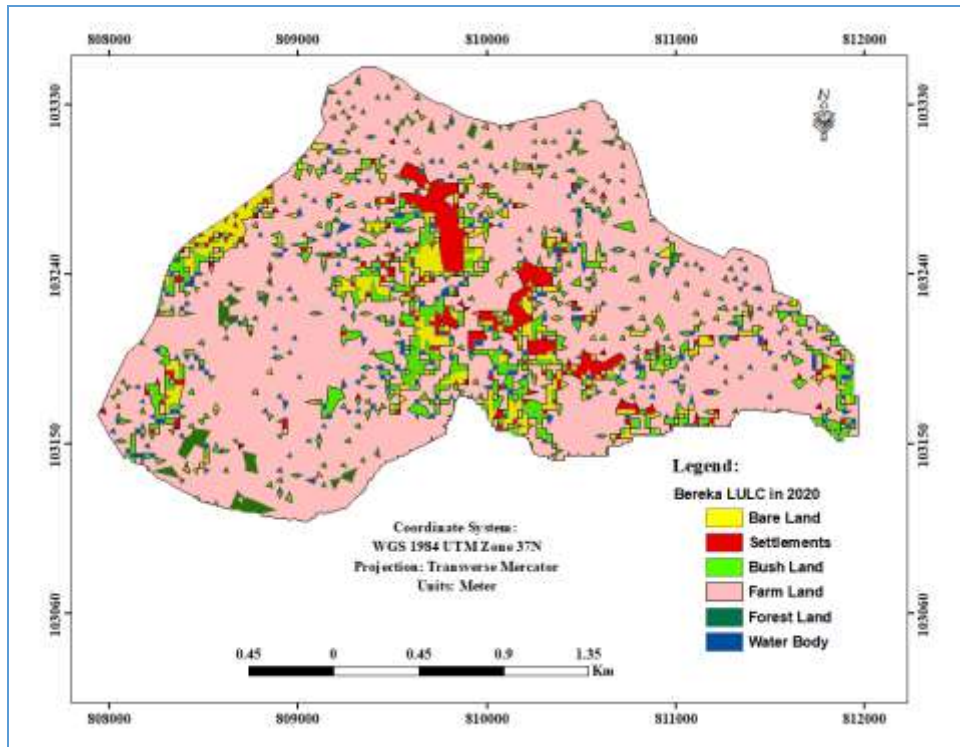 808000 809000 810000 811000 812000
103330 103330
N
103240 103240
103150 103150
Legend:
Bereka LULC in 2020
Bare Land
Settlements
Bush Land
Farm Land
Forest Land
Water Body
Coordinate System:
WGS 1984 UTM Zone 37N
Projection: Transverse Mercator
Units: Meter
103060 103060
0.45 0 0.45 0.9 1.35
Km
808000 809000 810000 811000 812000